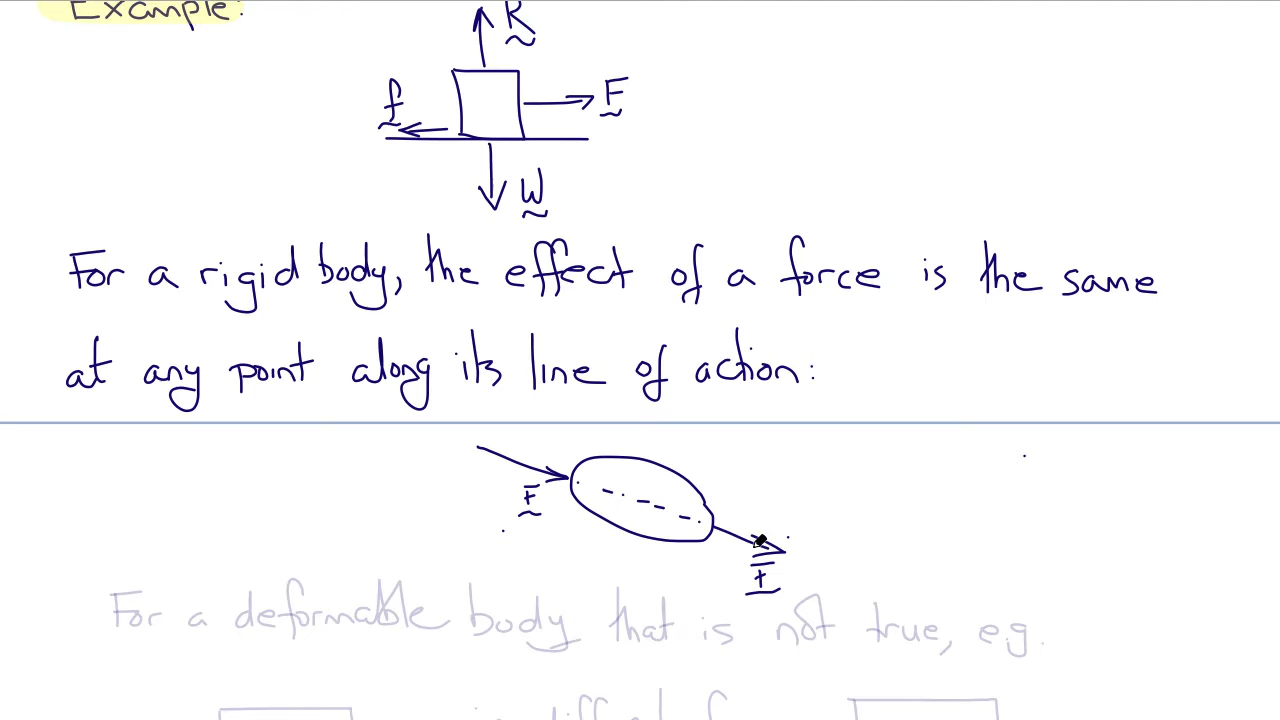 Example:
R
f F
W
For a rigid body, the effect of a force is the same
at any point along its line of action:
F
F
For a deformable body that is not true, e.g.
is